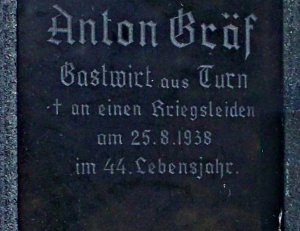 Anton Gräf
Gastwirt aus Turn
† an einen Kriegsleiden
am 25.8.1938
im 44. Lebensjahr.